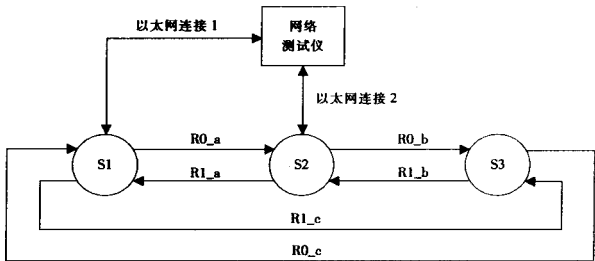 以太网连接 1
网络
测试仪
以太网连接 2
R0_a
R0_b
S1
S2
S3
R1_a
R1_b
R1_c
R0_c